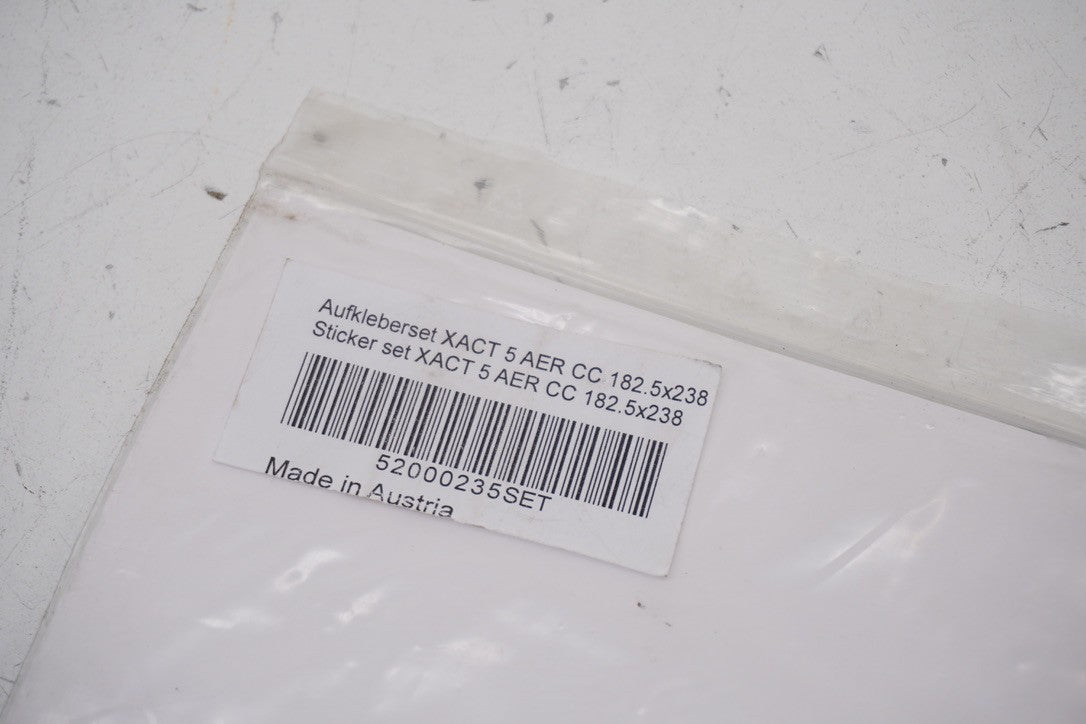 Aufkleberset XACT 5 AER CC 182.5x238
Sticker set XACT 5 AER CC 182.5x238
52000235SET
Made in Austria